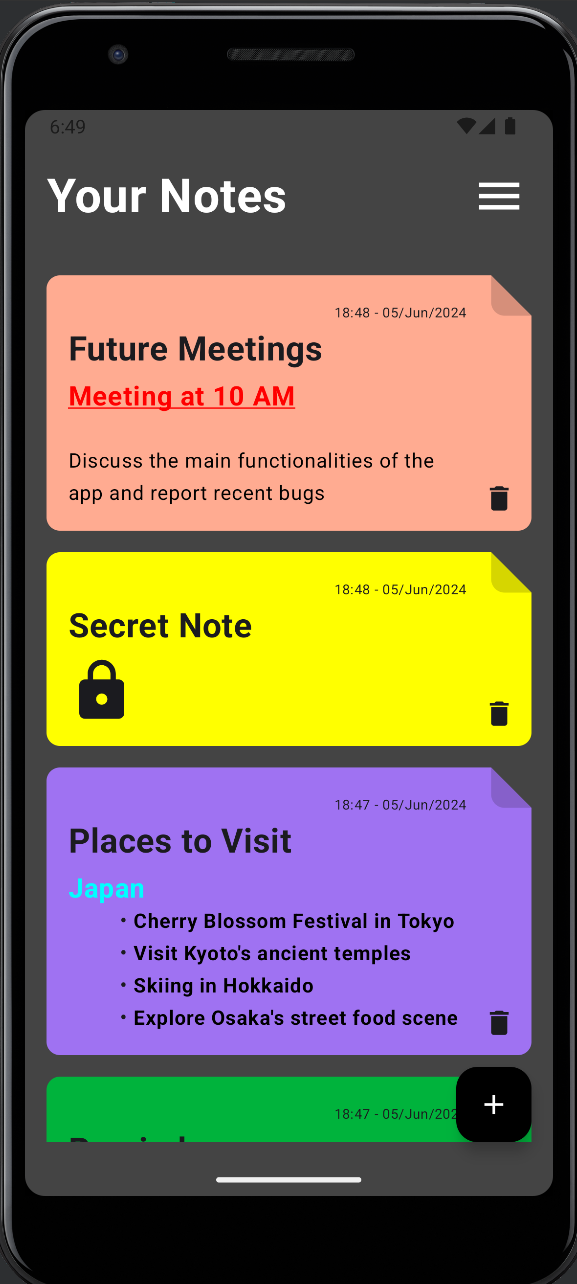 6:49
Your Notes
18:48 - 05/Jun/2024
Future Meetings
Meeting at 10 AM
Discuss the main functionalities of the
app and report recent bugs
18:48 - 05/Jun/2024
Secret Note
18:47 - 05/Jun/2024
Places to Visit
Japan
• Cherry Blossom Festival in Tokyo
• Visit Kyoto's ancient temples
• Skiing in Hokkaido
• Explore Osaka's street food scene
18:47 - 05/Jun/202
+